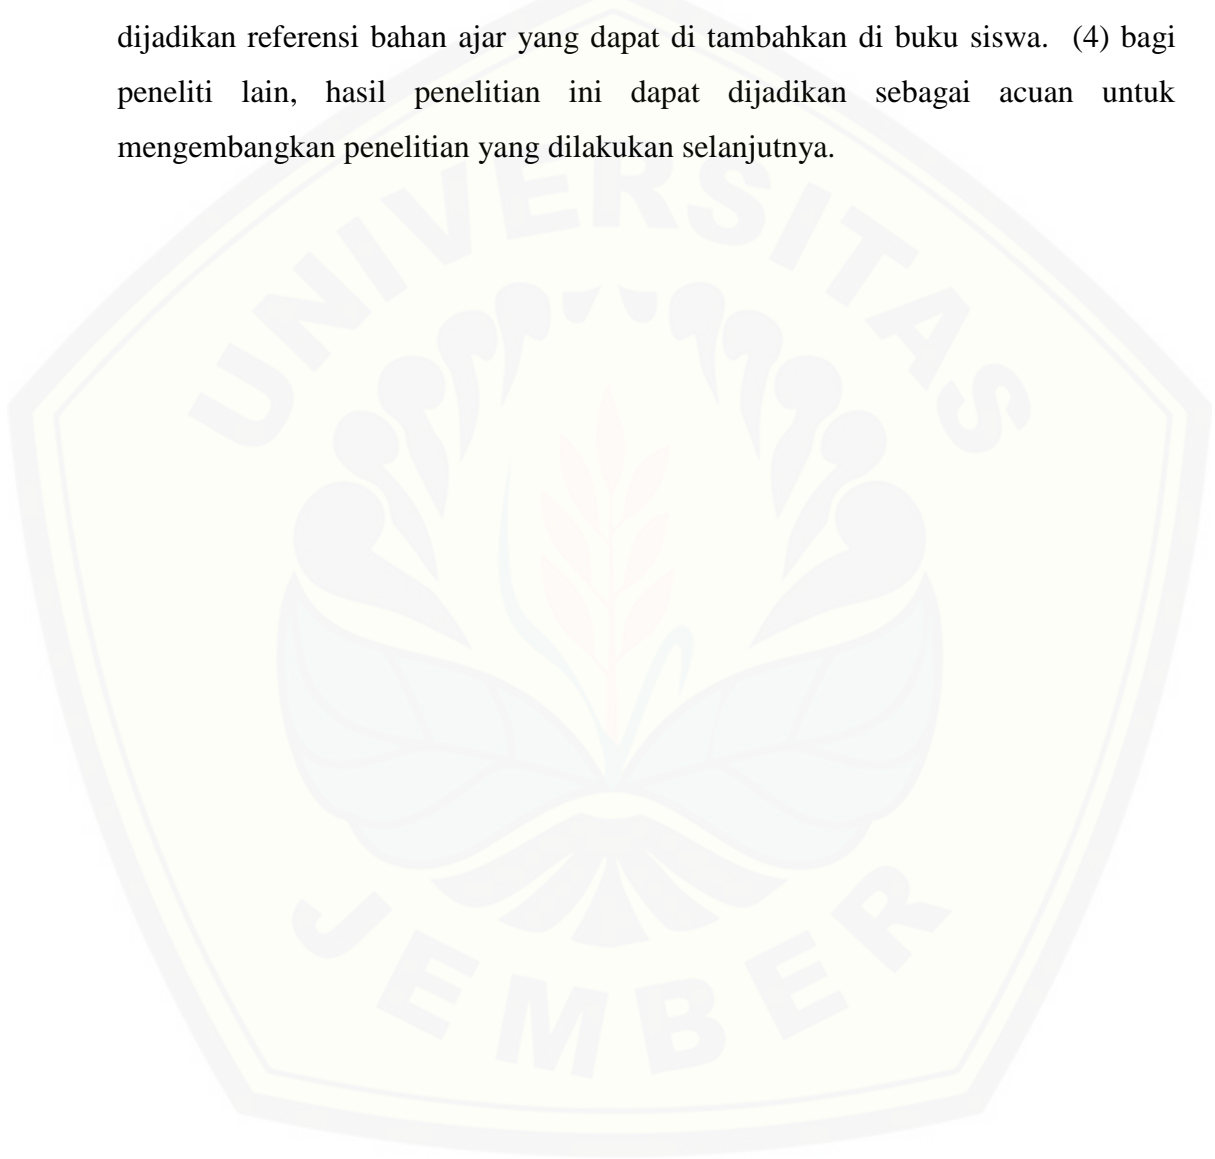 dijadikan referensi bahan ajar yang dapat di tambahkan di buku siswa. (4) bagi
peneliti lain, hasil penelitian ini dapat dijadikan sebagai acuan untuk
mengembangkan penelitian yang dilakukan selanjutnya.
UNIVERSITAS
JEMBER